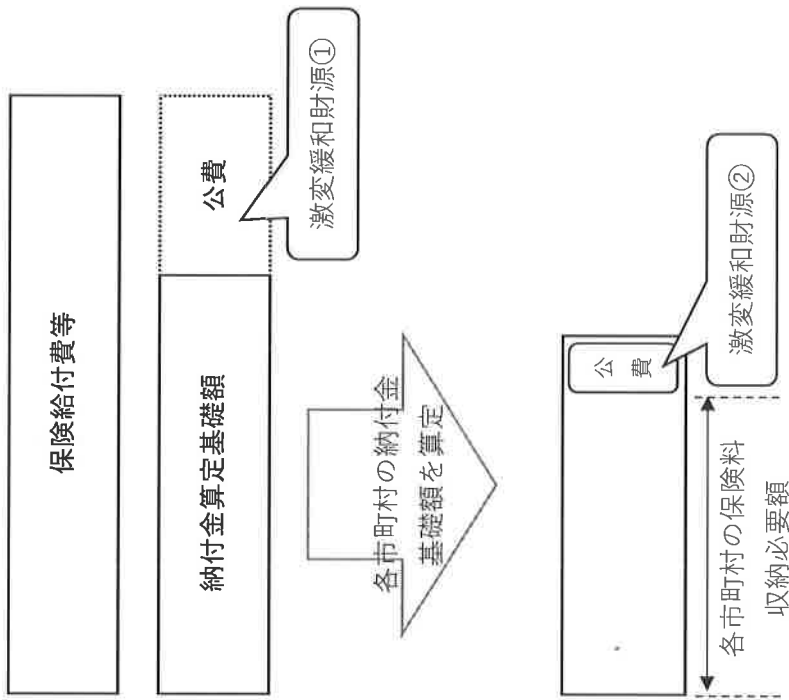 保険給付費等
納付金算定基礎額
公費
激変緩和財源①
各市町村の納付金
基礎額を算定
公
費
激変緩和財源②
各市町村の保険料
収納必要額